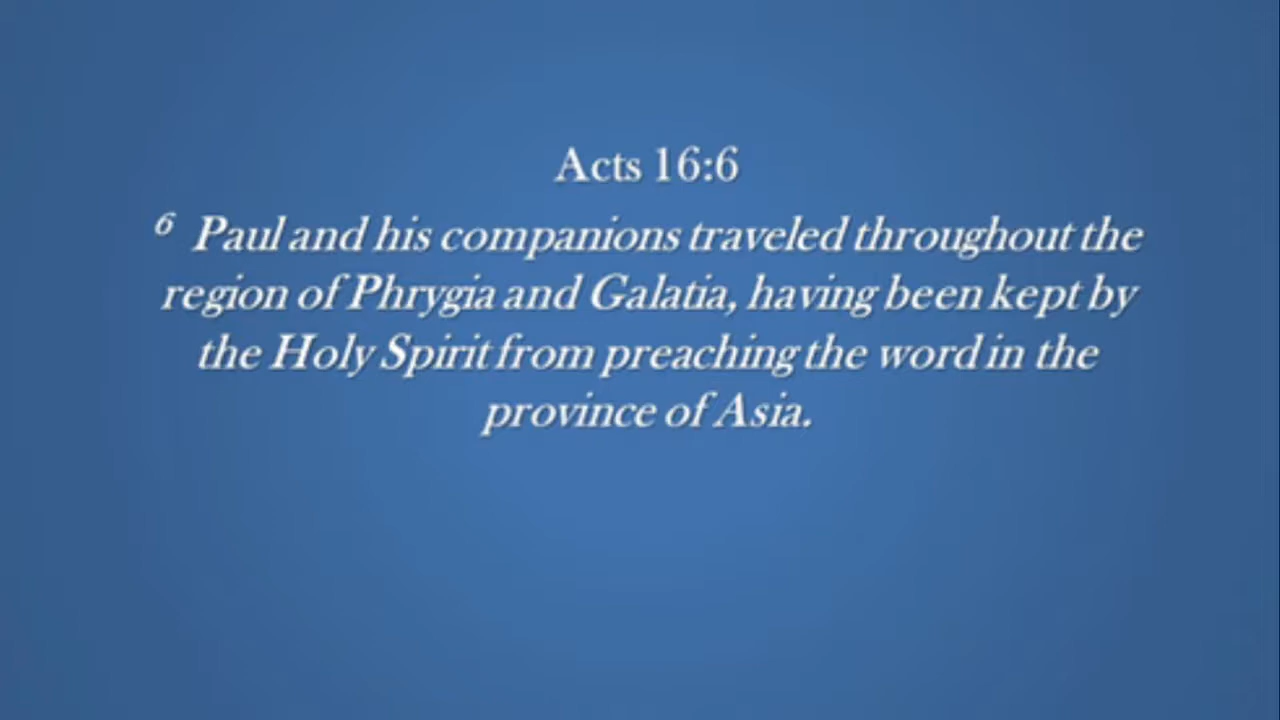 Acts 16:6
6 Paul and his companions traveled throughout the
region of Phrygia and Galatia, having been kept by
the Holy Spirit from preaching the word in the
province of Asia.